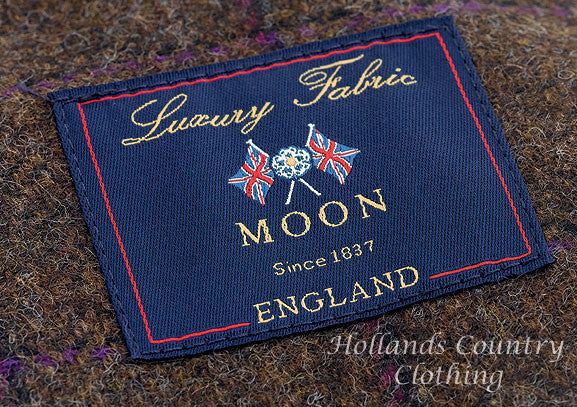 Luxury Fabric
MOON
Since 1837
ENGLAND
Hollands Country
Clothing